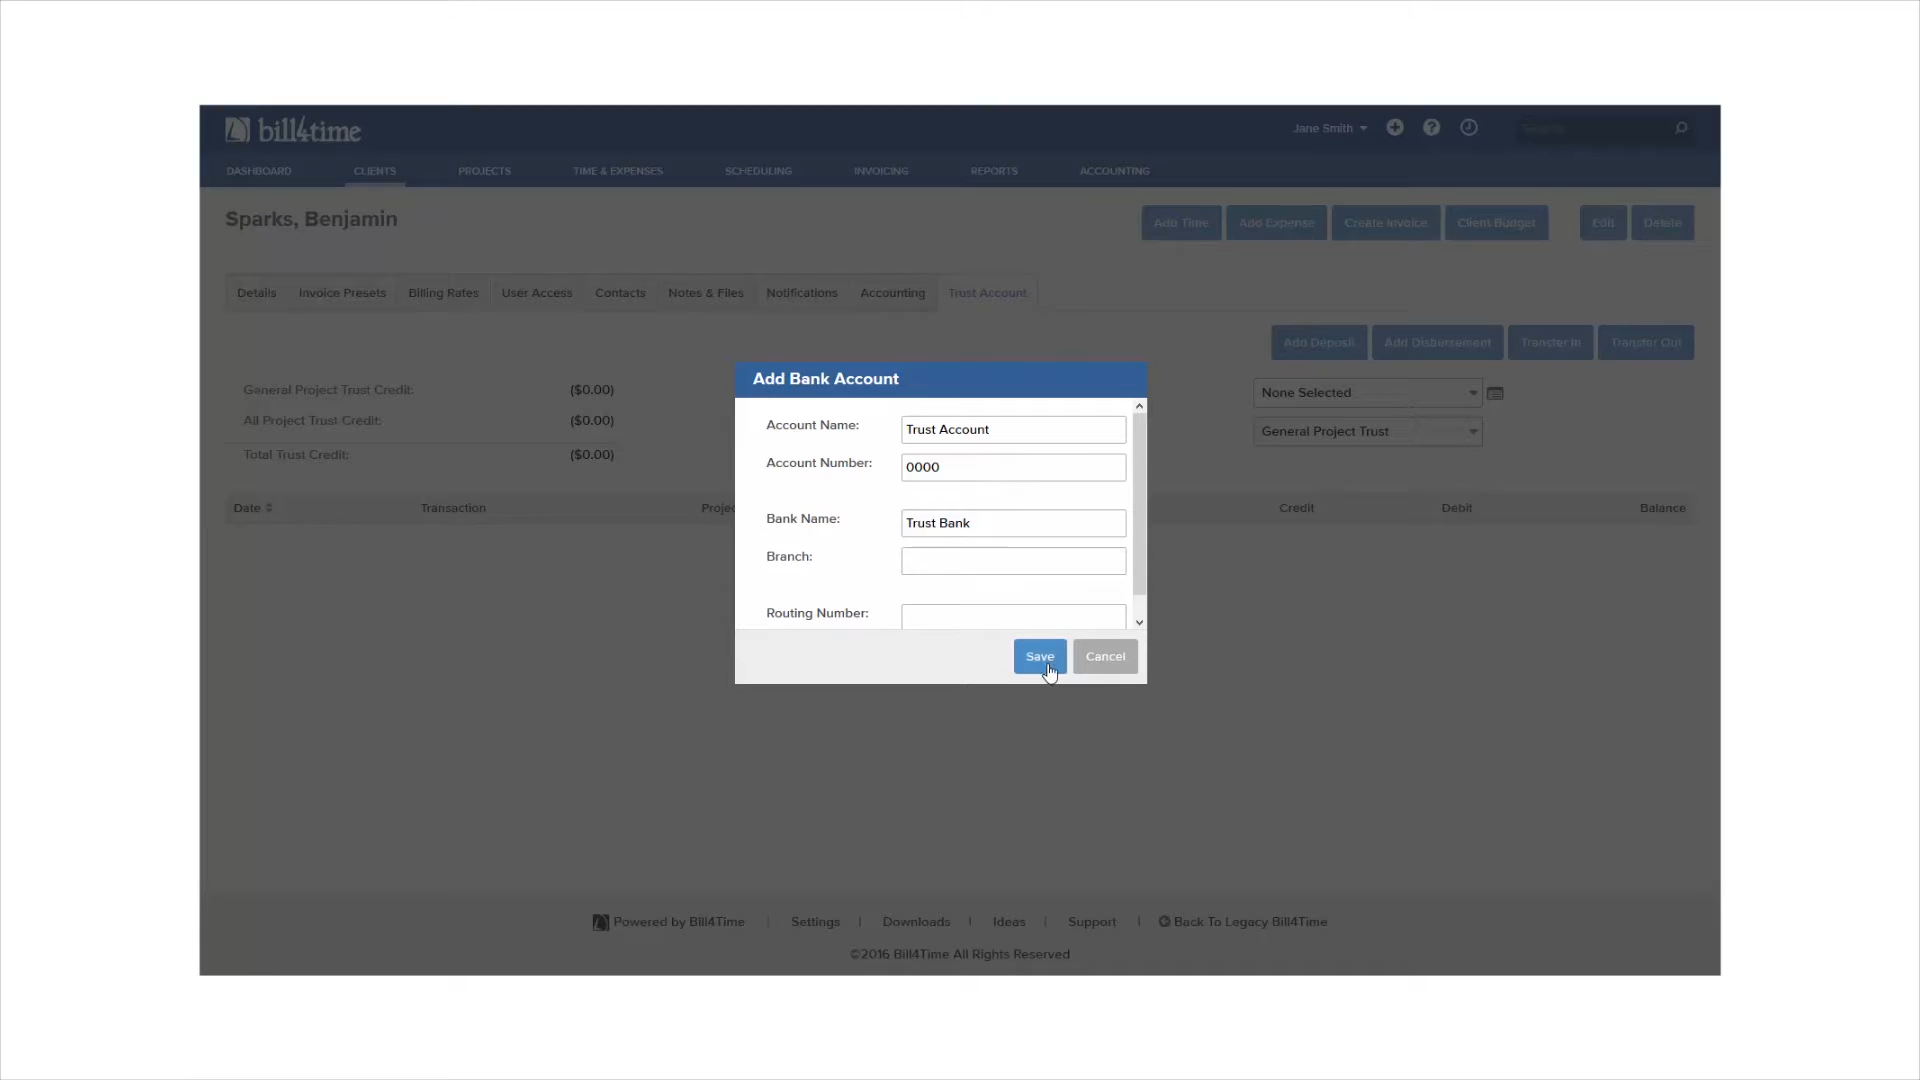 bill4time
Jane Smith
DASHBOARD CLIENTS PROJECTS TIME & EXPENSES SCHEDULING INVOICING REPORTS ACCOUNTING
Sparks, Benjamin
Add Time Add Expense Create Invoice Client Budget Edit Delete
Details Invoice Presets Billing Rates User Access Contacts Notes & Files Notifications Accounting Trust Account
Add Deposit Add Disbursement Transfer In Transfer Out
General Project Trust Credit: ($0.00)
All Project Trust Credit: ($0.00)
Total Trust Credit: ($0.00)
None Selected
General Project Trust
Date Transaction Credit Debit Balance
Add Bank Account
Account Name: Trust Account
Account Number: 0000
Bank Name: Trust Bank
Branch:
Routing Number:
Save Cancel
Powered by Bill4Time | Settings | Downloads | Ideas | Support | Back To Legacy Bill4Time
©2016 Bill4Time All Rights Reserved